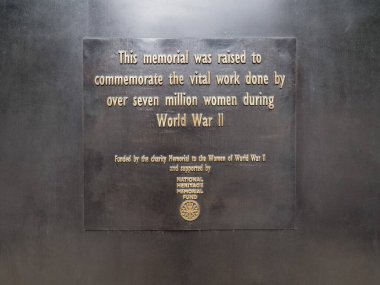 This memorial was raised to
commemorate the vital work done by
over seven million women during
World War II
Funded by the charity Memorial to the Women of World War II
and supported by
NATIONAL
HERITAGE
MEMORIAL
FUND